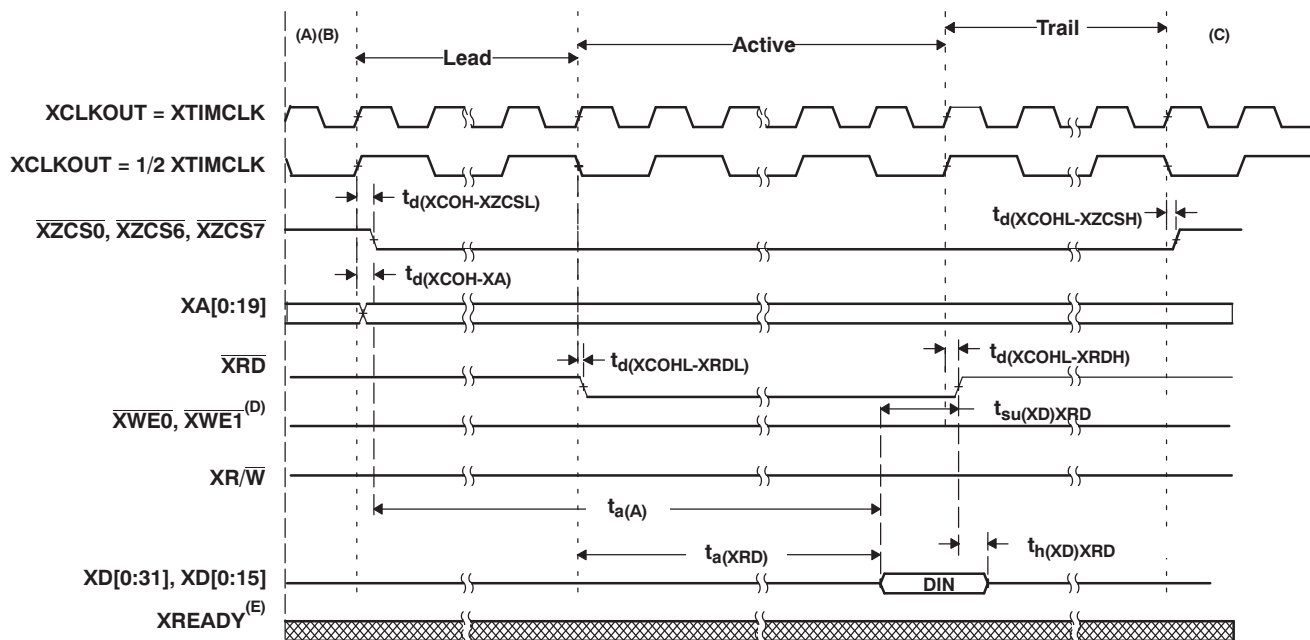 (A)(B)
Lead
Active
Trail
(C)
XCLKOUT = XTIMCLK
XCLKOUT = 1/2 XTIMCLK
td(XCOH-XZCSL)
td(XCOHL-XZCSH)
XZCS0, XZCS6, XZCS7
td(XCOH-XA)
XA[0:19]
XRD
td(XCOHL-XRDL)
td(XCOHL-XRDH)
XWE0, XWE1(D)
tsu(XD)XRD
XR/W
ta(A)
ta(XRD)
th(XD)XRD
XD[0:31], XD[0:15]
DIN
XREADY(E)